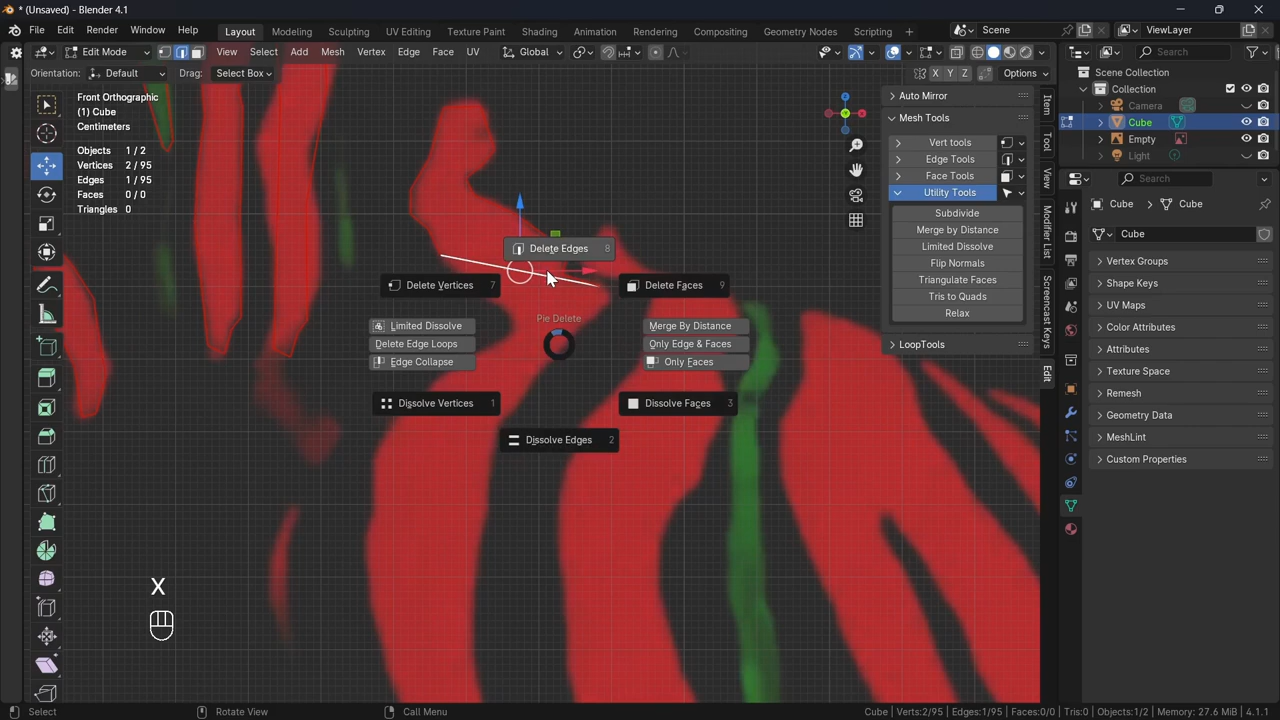 * (Unsaved) - Blender 4.1
File Edit Render Window Help Layout Modeling Sculpting UV Editing Texture Paint Shading Animation Rendering Compositing Geometry Nodes Scripting + Scene ViewLayer
Edit Mode View Select Add Mesh Vertex Edge Face UV Global Search
Orientation: Default Drag: Select Box X Y Z Options
Front Orthographic
(1) Cube
Centimeters
Objects 1 / 2
Vertices 2 / 95
Edges 1 / 95
Faces 0 / 0
Triangles 0
Delete Edges 8
Delete Vertices 7
Delete Faces 9
Pie Delete
Limited Dissolve
Delete Edge Loops
Edge Collapse
Merge By Distance
Only Edge & Faces
Only Faces
Dissolve Vertices 1
Dissolve Faces 3
Dissolve Edges 2
X
Auto Mirror
Mesh Tools
Vert tools
Edge Tools
Face Tools
Utility Tools
Subdivide
Merge by Distance
Limited Dissolve
Flip Normals
Triangulate Faces
Tris to Quads
Relax
LoopTools
Item
Tool
View
Modifier List
Screencast Keys
Edit
Scene Collection
Collection
Camera
Cube
Empty
Light
Search
Cube Cube
Cube
Vertex Groups
Shape Keys
UV Maps
Color Attributes
Attributes
Texture Space
Remesh
Geometry Data
MeshLint
Custom Properties
Select Rotate View Call Menu Cube | Verts:2/95 | Edges:1/95 | Faces:0/0 | Tris:0 | Objects:1/2 | Memory: 27.6 MiB | 4.1.1